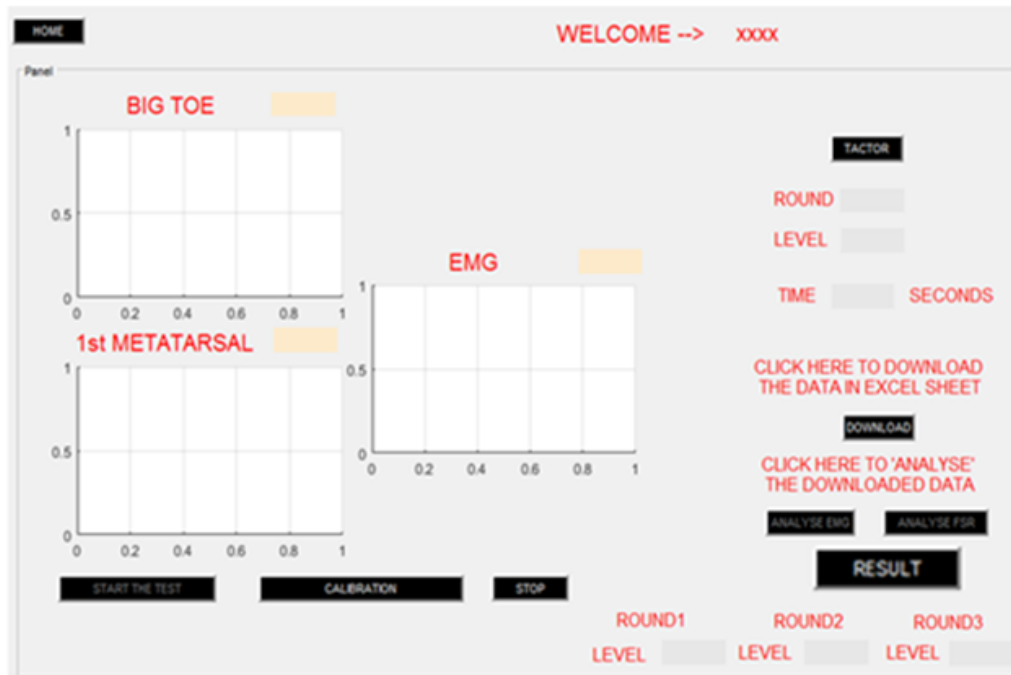 HOME
WELCOME --> xxxx
Panel
BIG TOE
1
0.5
0
0 0.2 0.4 0.6 0.8 1
1st METATARSAL
1
0.5
0
0 0.2 0.4 0.6 0.8 1
EMG
1
0.5
0
0 0.2 0.4 0.6 0.8 1
START THE TEST
CALIBRATION
STOP
TACTOR
ROUND
LEVEL
TIME SECONDS
CLICK HERE TO DOWNLOAD
THE DATA IN EXCEL SHEET
DOWNLOAD
CLICK HERE TO 'ANALYSE'
THE DOWNLOADED DATA
ANALYSE EMG ANALYSE FSR
RESULT
ROUND1 ROUND2 ROUND3
LEVEL LEVEL LEVEL